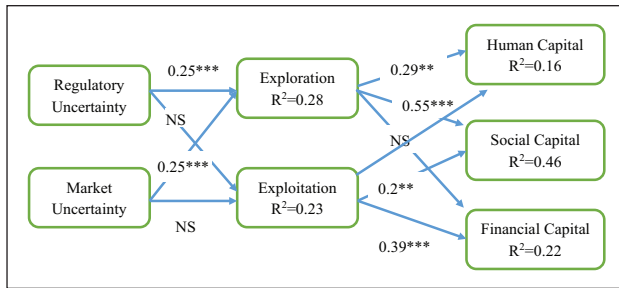 Regulatory
Uncertainty
Market
Uncertainty
0.25***
NS
0.25***
NS
Exploration
R²=0.28
Exploitation
R²=0.23
0.29**
0.55***
NS
0.2**
0.39***
Human Capital
R²=0.16
Social Capital
R²=0.46
Financial Capital
R²=0.22